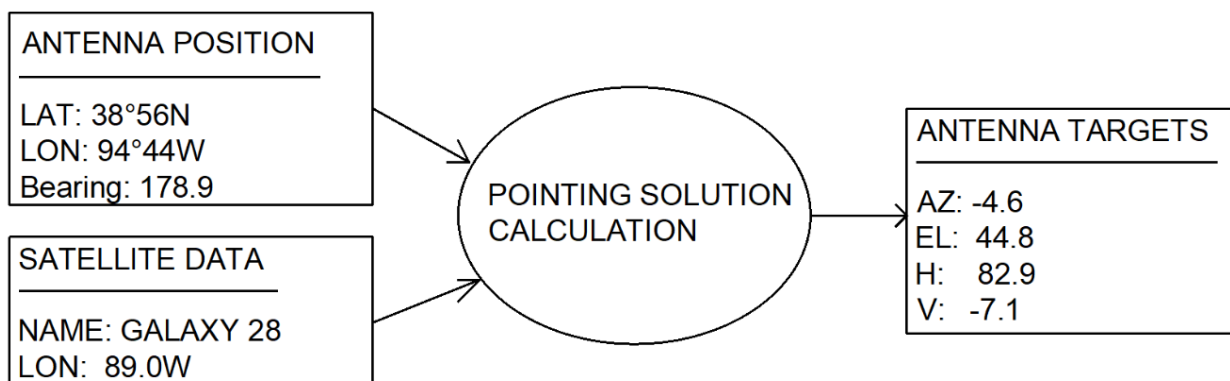 ANTENNA POSITION
LAT: 38°56N
LON: 94°44W
Bearing: 178.9
SATELLITE DATA
NAME: GALAXY 28
LON: 89.0W
POINTING SOLUTION
CALCULATION
ANTENNA TARGETS
AZ: -4.6
EL: 44.8
H: 82.9
V: -7.1